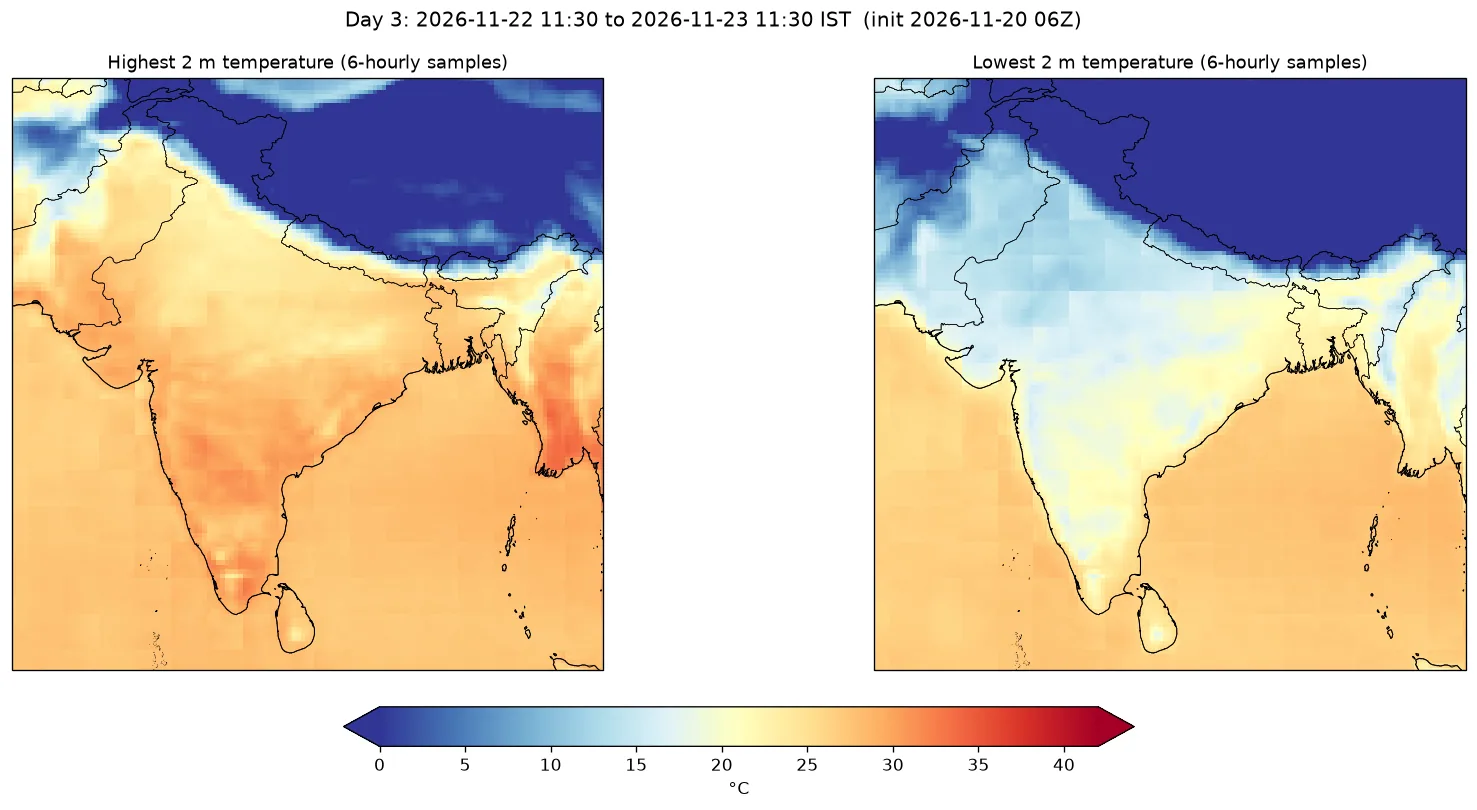 Day 3: 2026-11-22 11:30 to 2026-11-23 11:30 IST (init 2026-11-20 06Z)
Highest 2 m temperature (6-hourly samples)
Lowest 2 m temperature (6-hourly samples)
0 5 10 15 20 25 30 35 40
°C